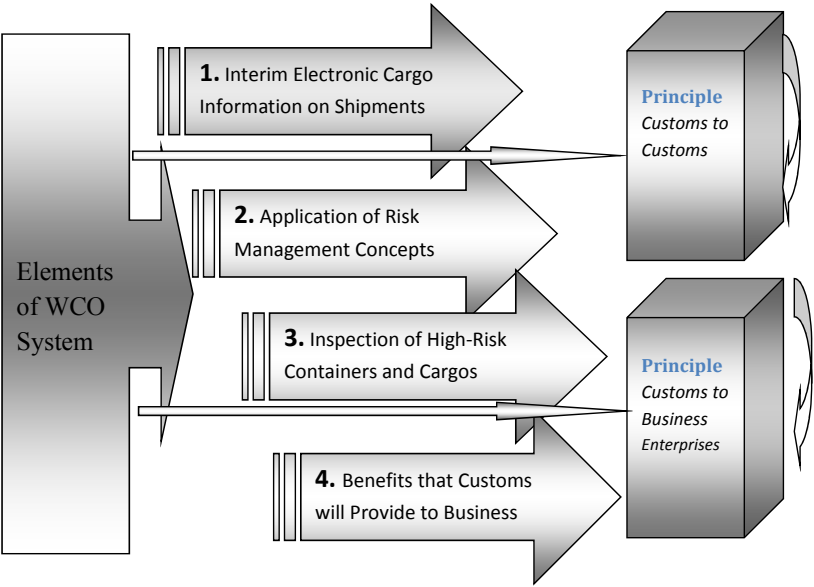 Elements
of WCO
System
1. Interim Electronic Cargo
Information on Shipments
2. Application of Risk
Management Concepts
3. Inspection of High-Risk
Containers and Cargos
4. Benefits that Customs
will Provide to Business
Principle
Customs to
Customs
Principle
Customs to
Business
Enterprises